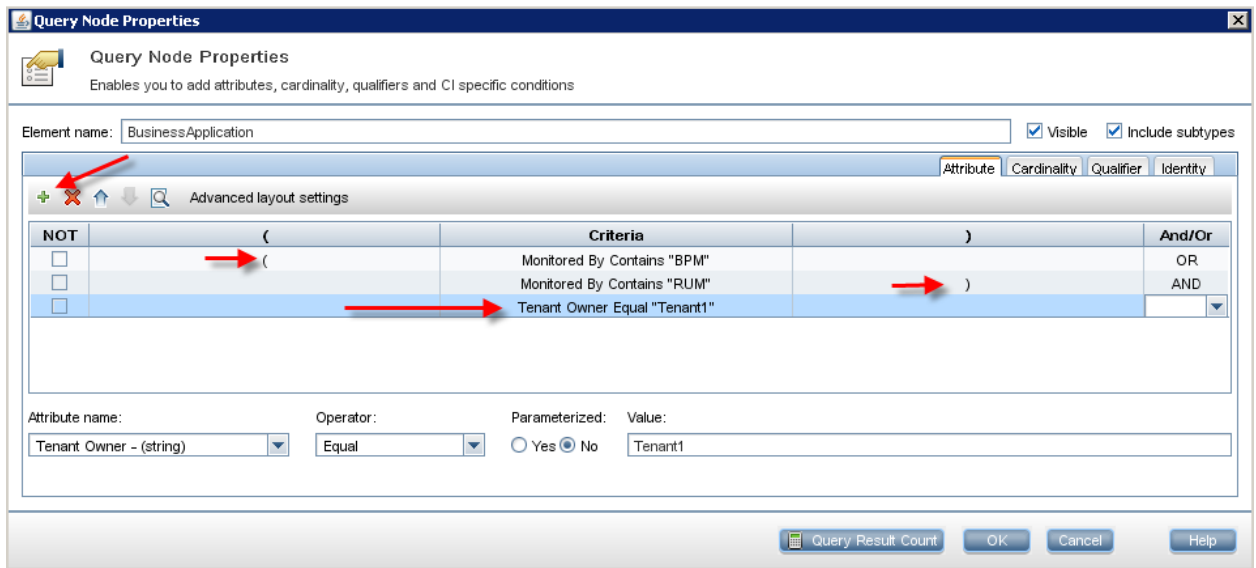 Query Node Properties
Query Node Properties
Enables you to add attributes, cardinality, qualifiers and CI specific conditions
Element name: BusinessApplication Visible Include subtypes
Attribute Cardinality Qualifier Identity
Advanced layout settings
NOT ( Criteria ) And/Or
( Monitored By Contains "BPM" OR
Monitored By Contains "RUM" ) AND
Tenant Owner Equal "Tenant1"
Attribute name: Operator: Parameterized: Value:
Tenant Owner - (string) Equal Yes No Tenant1
Query Result Count OK Cancel Help